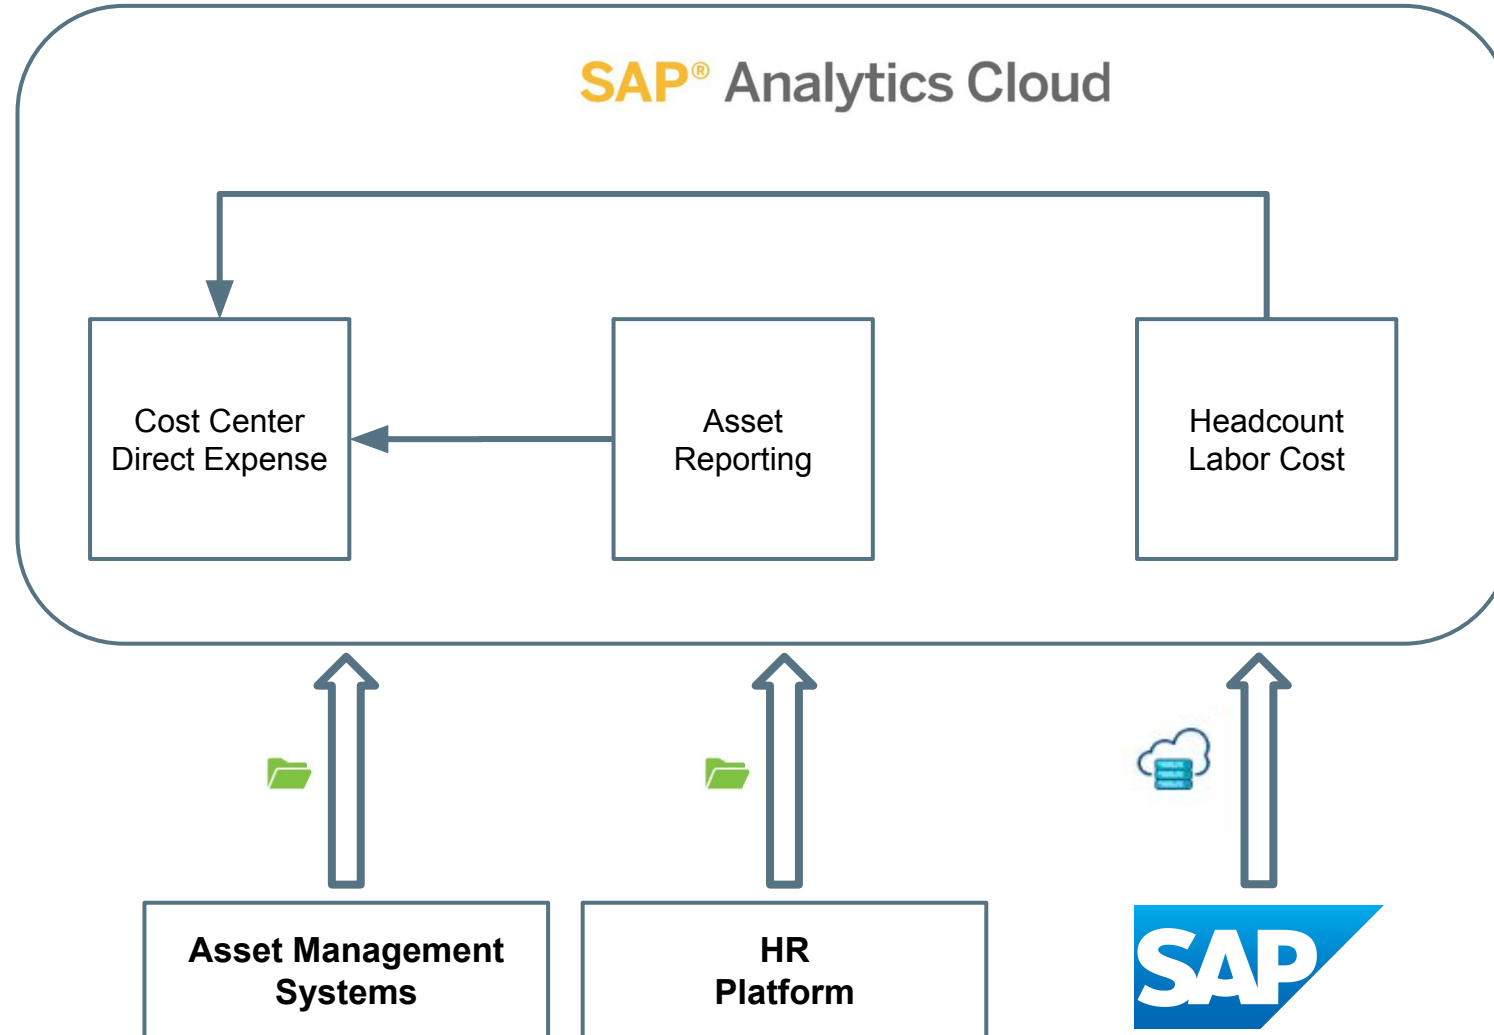 SAP® Analytics Cloud
Cost Center
Direct Expense
Asset
Reporting
Headcount
Labor Cost
Asset Management
Systems
HR
Platform
SAP